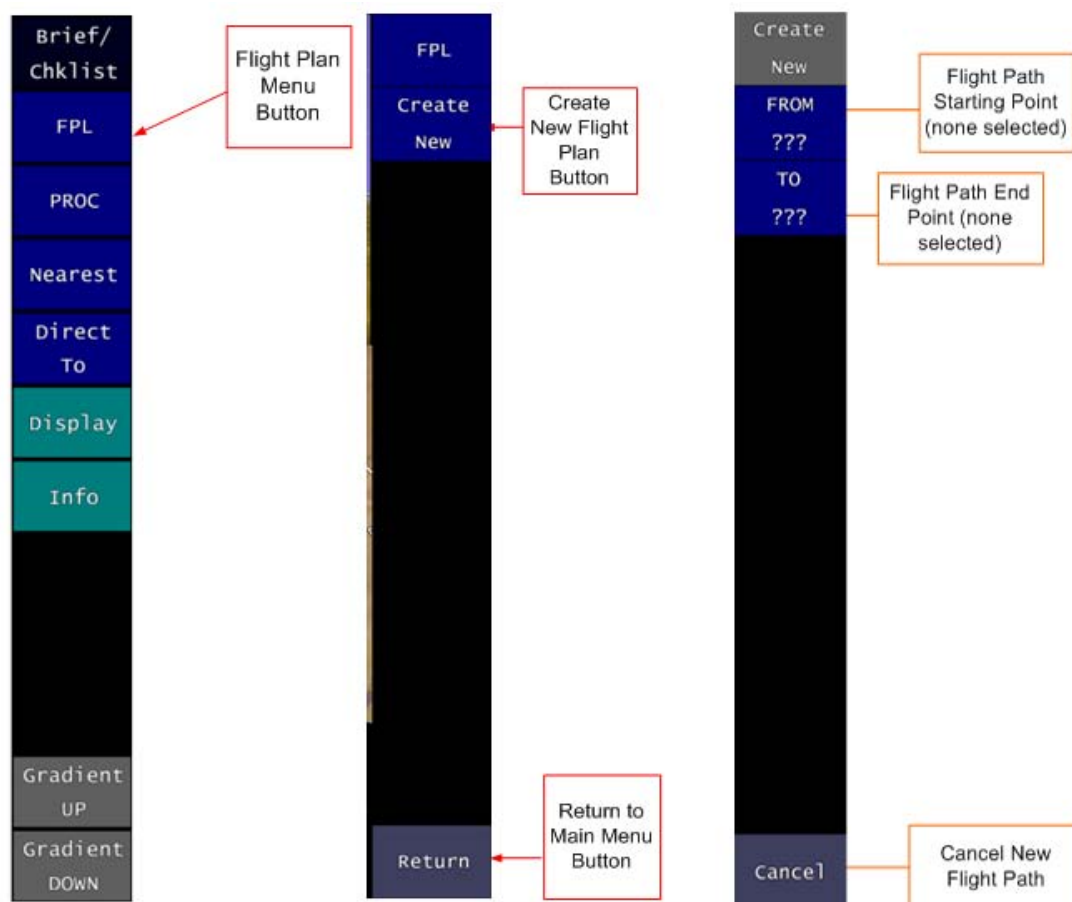 Brief/
Chklist
FPL
PROC
Nearest
Direct
To
Display
Info
Gradient
UP
Gradient
DOWN
Flight Plan
Menu
Button
FPL
Create
New
Return
Create
New Flight
Plan
Button
Return to
Main Menu
Button
Create
New
FROM
???
TO
???
Cancel
Flight Path
Starting Point
(none selected)
Flight Path End
Point (none
selected)
Cancel New
Flight Path